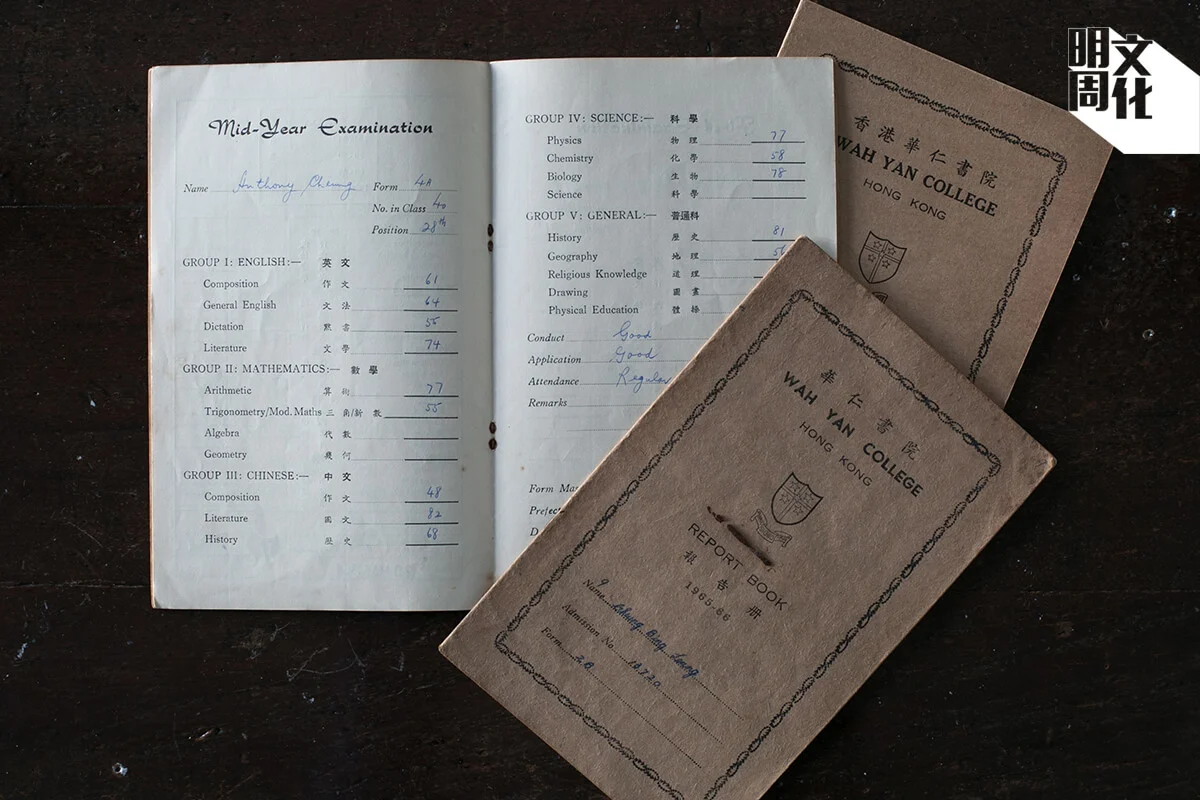 Mid-Year Examination
Name Anthony Cheung Form 4A
No. in Class 40
Position 28th
GROUP I: ENGLISH:— 英文
Composition 作文 61
General English 文法 64
Dictation 默書 55
Literature 文學 74
GROUP II: MATHEMATICS:— 數學
Arithmetic 算術 77
Trigonometry/Mod. Maths 三角/新數 55
Algebra 代數
Geometry 幾何
GROUP III: CHINESE:— 中文
Composition 作文 48
Literature 國文 82
History 歷史 68
GROUP IV: SCIENCE:— 科學
Physics 物理 77
Chemistry 化學 58
Biology 生物 78
Science 科學
GROUP V: GENERAL:— 普通科
History 歷史 81
Geography 地理
Religious Knowledge 道理
Drawing 圖畫
Physical Education 體操
Conduct Good
Application Good
Attendance Regular
Remarks
Form
香港華仁書院
WAH YAN COLLEGE
HONG KONG
華仁書院
WAH YAN COLLEGE
HONG KONG
REPORT BOOK
報告冊
1965-66
Name Cheung
Admission No.
Form 2B
明周文化